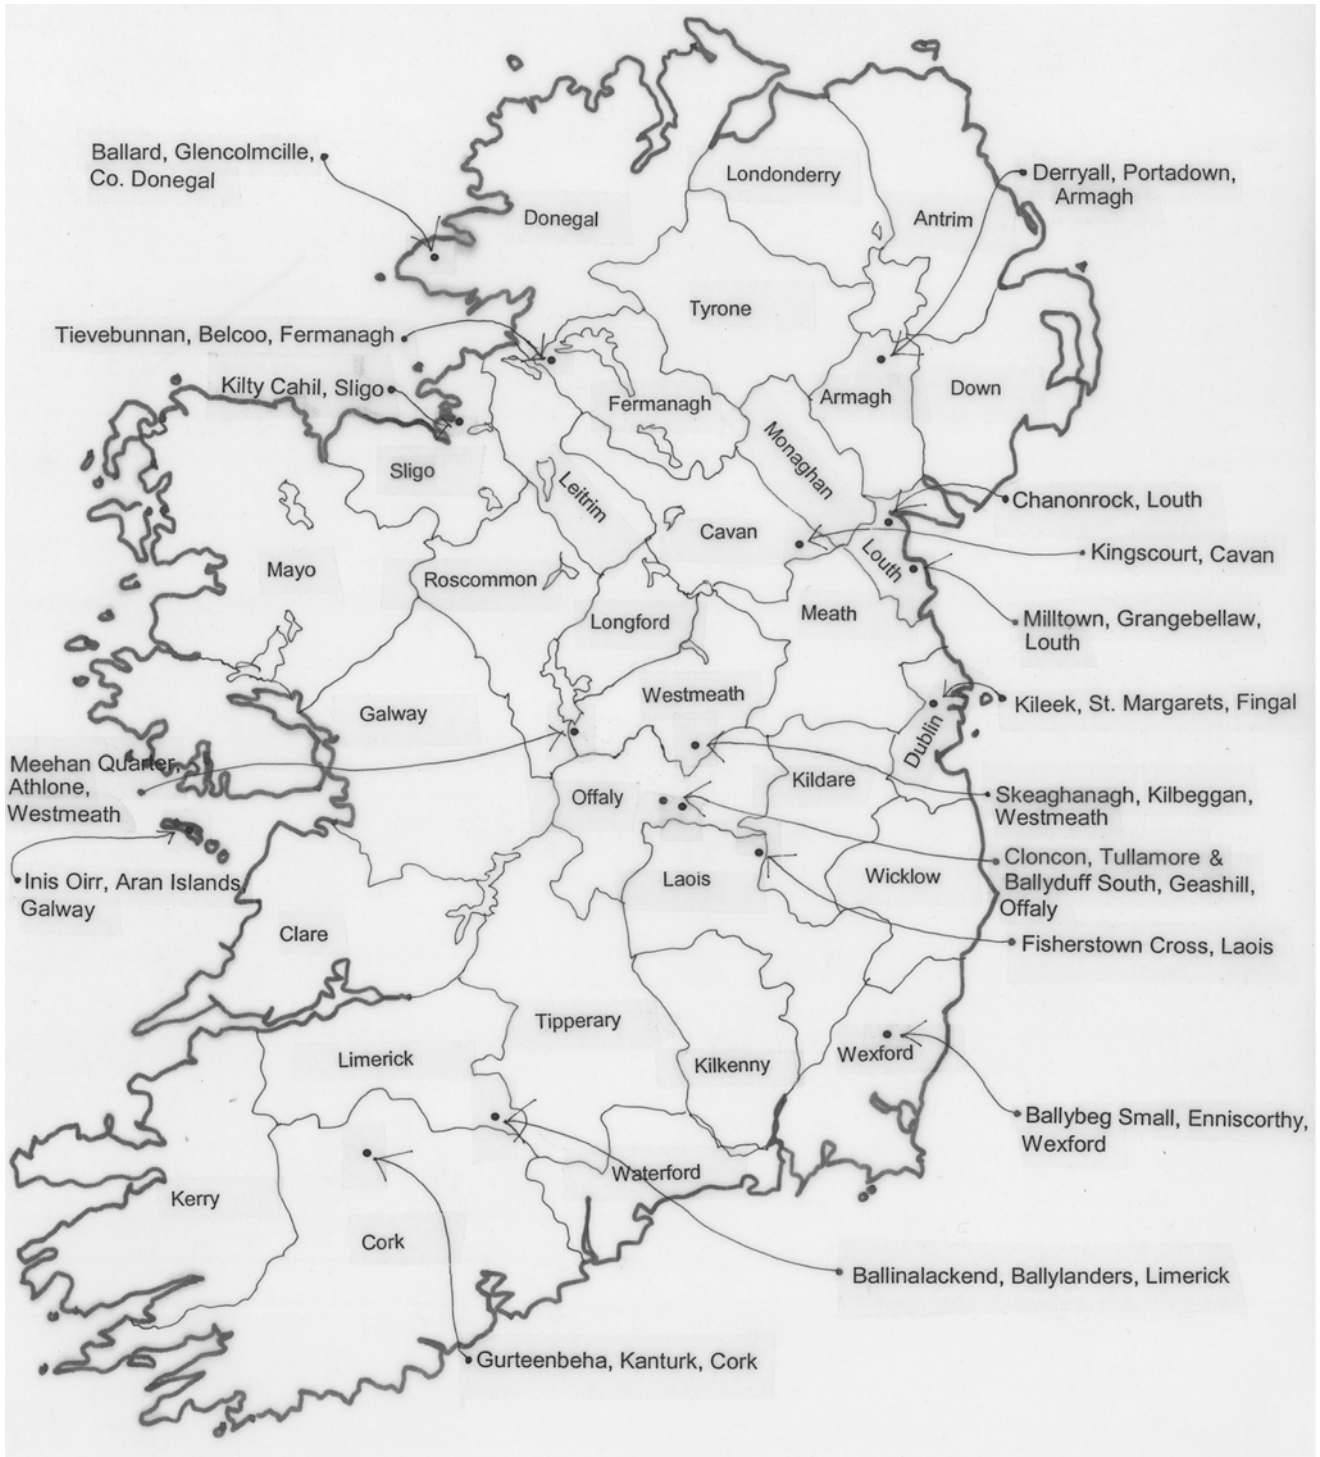 Ballard, Glencolmcille,
Co. Donegal
Londonderry
Derryall, Portadown,
Armagh
Donegal
Antrim
Tyrone
Tievebunnan, Belcoo, Fermanagh
Kilty Cahil, Sligo
Fermanagh
Armagh
Down
Monaghan
Sligo
Leitrim
Chanonrock, Louth
Cavan
Kingscourt, Cavan
Louth
Mayo
Roscommon
Longford
Meath
Milltown, Grangebellaw,
Louth
Westmeath
Kileek, St. Margarets, Fingal
Galway
Dublin
Meehan Quarter,
Athlone,
Westmeath
Offaly
Kildare
Skeaghanagh, Kilbeggan,
Westmeath
Inis Oirr, Aran Islands,
Galway
Laois
Wicklow
Cloncon, Tullamore &
Ballyduff South, Geashill,
Offaly
Clare
Fisherstown Cross, Laois
Tipperary
Limerick
Kilkenny
Wexford
Ballybeg Small, Enniscorthy,
Wexford
Waterford
Kerry
Cork
Ballinalackend, Ballylanders, Limerick
Gurteenbeha, Kanturk, Cork